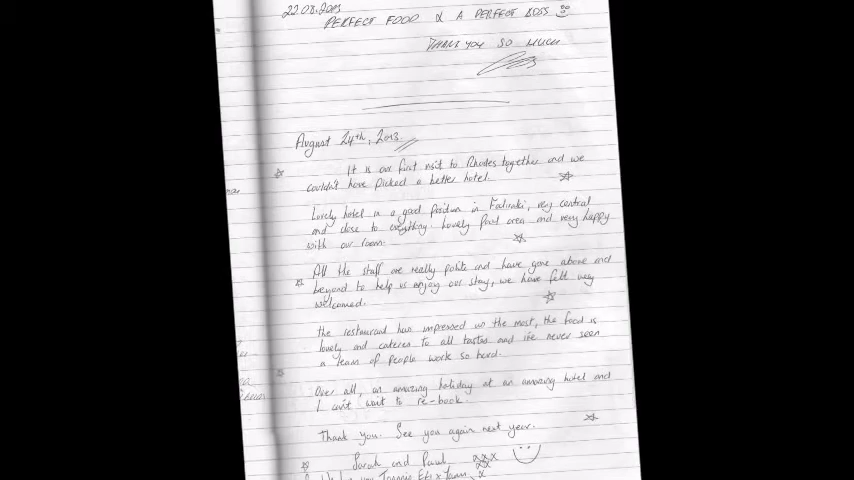 22.08.2013
PERFECT FOOD & A PERFECT BOSS
THANK YOU SO MUCH
August 24th, 2013.
It is our first visit to Rhodes together and we
couldn't have picked a better hotel.
Lovely hotel in a good position in Faliraki, very central
and close to everything. Lovely pool area and very happy
with our room.
All the staff are really polite and have gone above and
beyond to help us enjoy our stay, we have felt very
welcomed.
The restaurant has impressed us the most, the food is
lovely and caters to all tastes and ive never seen
a team of people work so hard.
Over all, an amazing holiday at an amazing hotel and
I can't wait to re-book.
Thank you. See you again next year.
Sarah and Paul xxx
xx